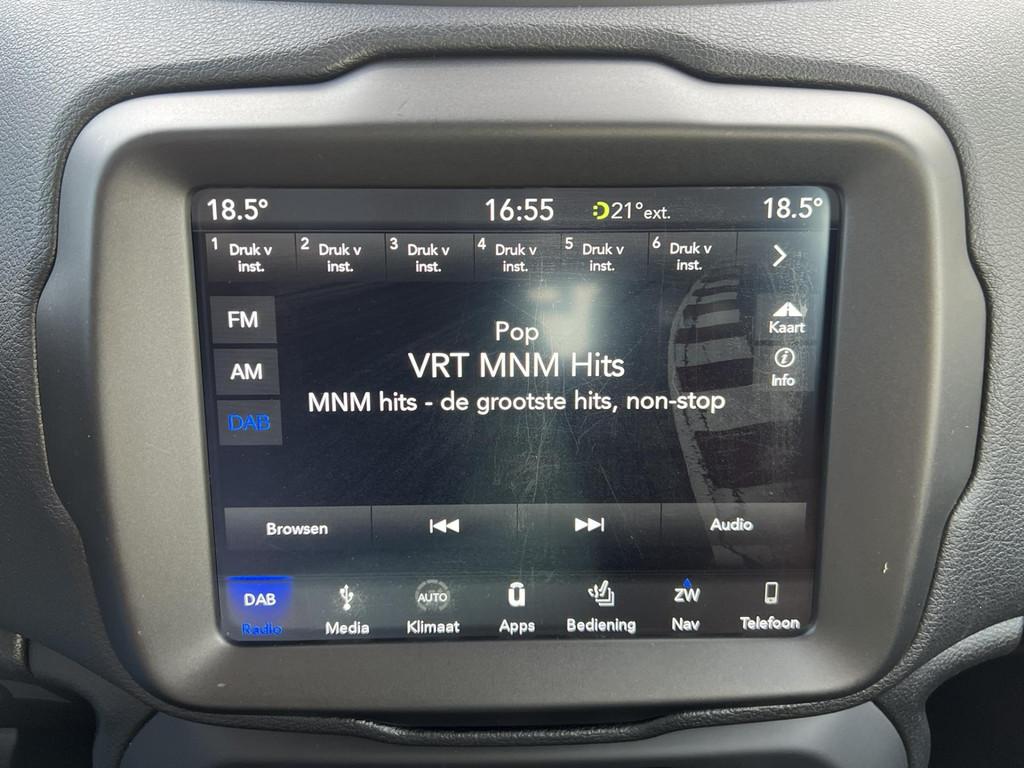 18.5° 16:55 21°ext. 18.5°
1 Druk v inst. 2 Druk v inst. 3 Druk v inst. 4 Druk v inst. 5 Druk v inst. 6 Druk v inst.
FM
AM
DAB
Pop
VRT MNM Hits
MNM hits - de grootste hits, non-stop
Kaart
i
Info
Browsen Audio
DAB AUTO u ZW
Radio Media Klimaat Apps Bediening Nav Telefoon